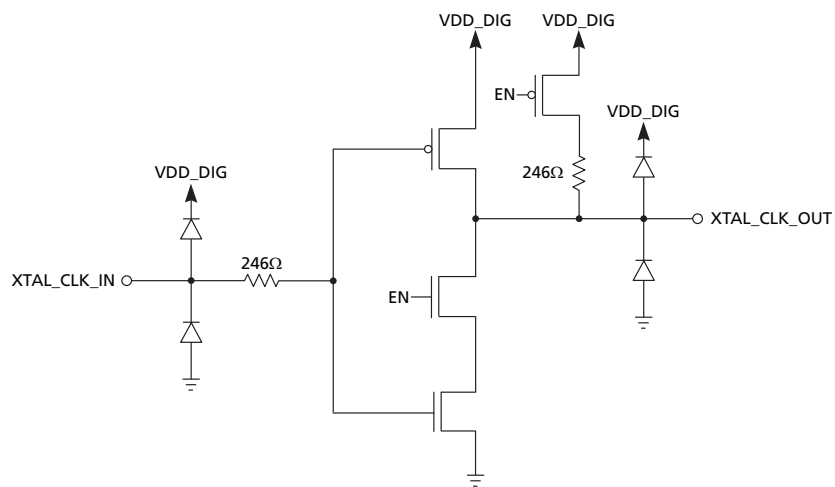 VDD_DIG
VDD_DIG
EN
VDD_DIG
246Ω
VDD_DIG
XTAL_CLK_OUT
246Ω
XTAL_CLK_IN
EN